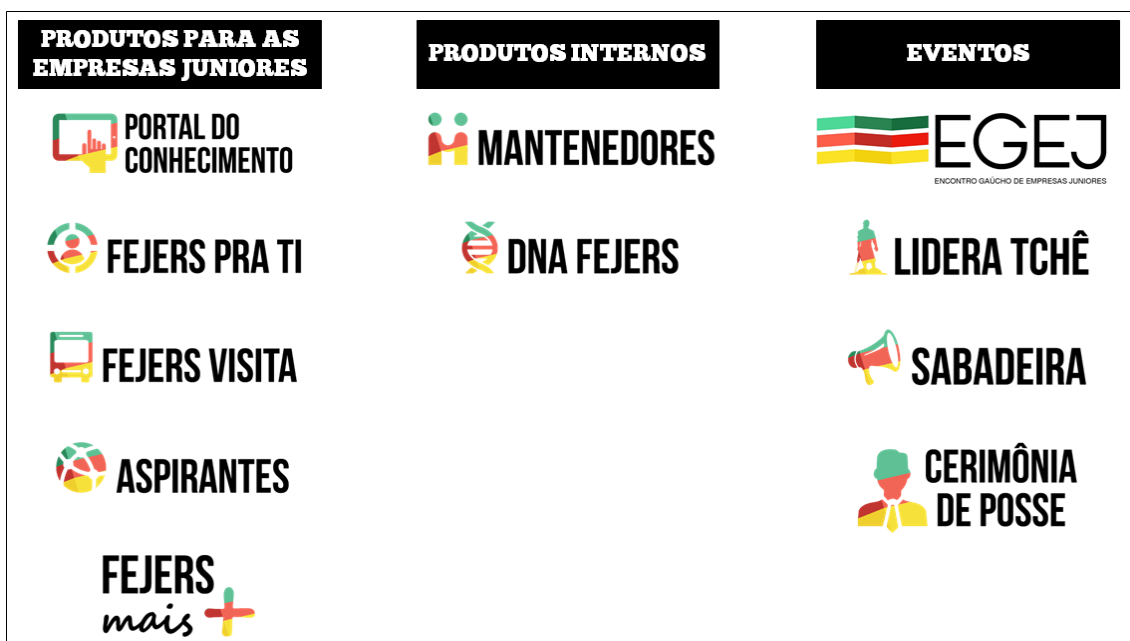 PRODUTOS PARA AS
EMPRESAS JUNIORES
PORTAL DO
CONHECIMENTO
FEJERS PRA TI
FEJERS VISITA
ASPIRANTES
FEJERS
mais
PRODUTOS INTERNOS
MANTENEDORES
DNA FEJERS
EVENTOS
EGEJ
ENCONTRO GAÚCHO DE EMPRESAS JUNIORES
LIDERA TCHÊ
SABADEIRA
CERIMÔNIA
DE POSSE